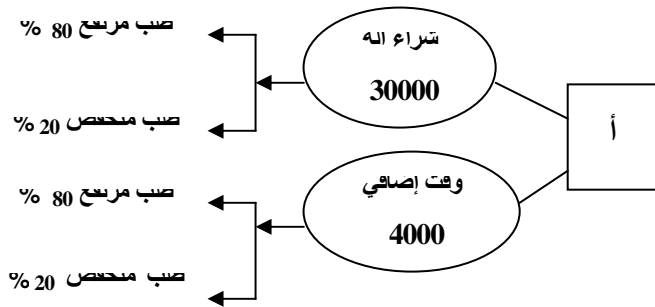 طلب مرتفع 80 %
شراء اله
30000
طلب منخفض 20 %
أ
طلب مرتفع 80 %
وقت إضافي
4000
طلب منخفض 20 %